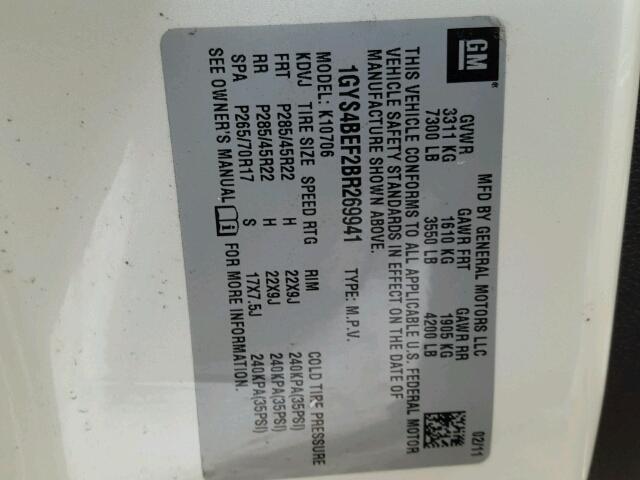 GM ®
MFD BY GENERAL MOTORS LLC 02/11
GVWR GAWR FRT GAWR RR
3311 KG 1610 KG 1905 KG
7300 LB 3550 LB 4200 LB
THIS VEHICLE CONFORMS TO ALL APPLICABLE U.S. FEDERAL MOTOR
VEHICLE SAFETY STANDARDS IN EFFECT ON THE DATE OF
MANUFACTURE SHOWN ABOVE.
1GYS4BEF2BR269941 TYPE: M.P.V.
MODEL: K10706
KDVJ TIRE SIZE SPEED RTG RIM COLD TIRE PRESSURE
FRT P285/45R22 H 22X9J 240KPA(35PSI)
RR P285/45R22 H 22X9J 240KPA(35PSI)
SPA P265/70R17 S 17X7.5J 240KPA(35PSI)
SEE OWNER'S MANUAL i FOR MORE INFORMATION.